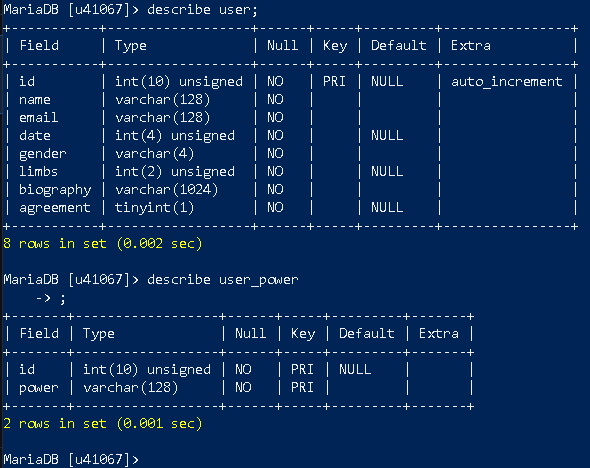 MariaDB [u41067]> describe user;
+-----------+------------------+------+-----+---------+----------------+
| Field     | Type             | Null | Key | Default | Extra          |
+-----------+------------------+------+-----+---------+----------------+
| id        | int(10) unsigned | NO   | PRI | NULL    | auto_increment |
| name      | varchar(128)     | NO   |     |         |                |
| email     | varchar(128)     | NO   |     |         |                |
| date      | int(4) unsigned  | NO   |     | NULL    |                |
| gender    | varchar(4)       | NO   |     |         |                |
| limbs     | int(2) unsigned  | NO   |     | NULL    |                |
| biography | varchar(1024)    | NO   |     |         |                |
| agreement | tinyint(1)       | NO   |     | NULL    |                |
+-----------+------------------+------+-----+---------+----------------+
8 rows in set (0.002 sec)
MariaDB [u41067]> describe user_power
    -> ;
+-------+------------------+------+-----+---------+-------+
| Field | Type             | Null | Key | Default | Extra |
+-------+------------------+------+-----+---------+-------+
| id    | int(10) unsigned | NO   | PRI | NULL    |       |
| power | varchar(128)     | NO   | PRI |         |       |
+-------+------------------+------+-----+---------+-------+
2 rows in set (0.001 sec)
MariaDB [u41067]>